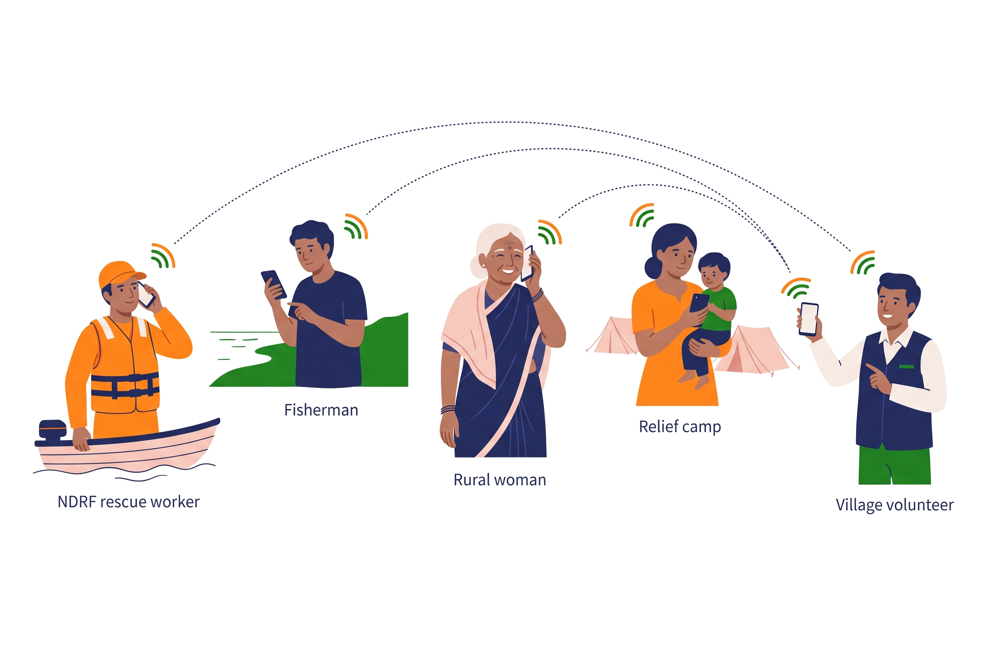 NDRF rescue worker
Fisherman
Rural woman
Relief camp
Village volunteer